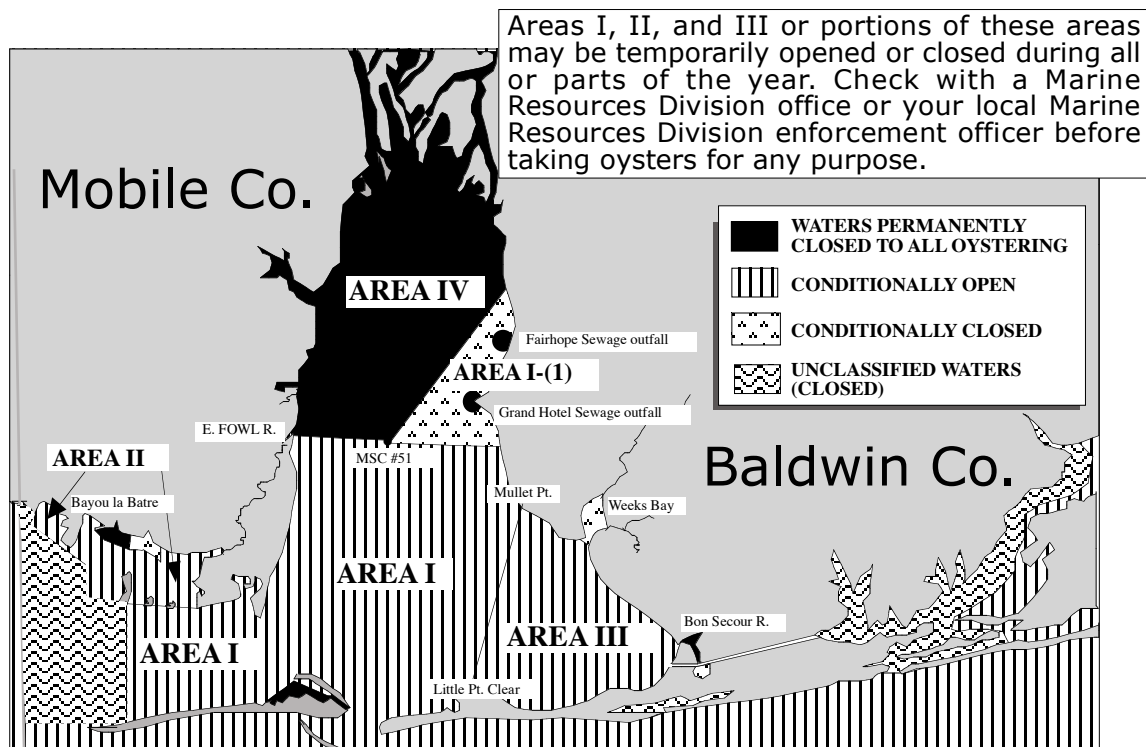 Areas I, II, and III or portions of these areas
may be temporarily opened or closed during all
or parts of the year. Check with a Marine
Resources Division office or your local Marine
Resources Division enforcement officer before
taking oysters for any purpose.
Mobile Co.
WATERS PERMANENTLY
CLOSED TO ALL OYSTERING
CONDITIONALLY OPEN
CONDITIONALLY CLOSED
UNCLASSIFIED WATERS
(CLOSED)
AREA IV
Fairhope Sewage outfall
AREA I-(1)
Grand Hotel Sewage outfall
E. FOWL R.
MSC #51
AREA II
Baldwin Co.
Bayou la Batre
Mullet Pt.
Weeks Bay
AREA I
Bon Secour R.
AREA III
AREA I
Little Pt. Clear